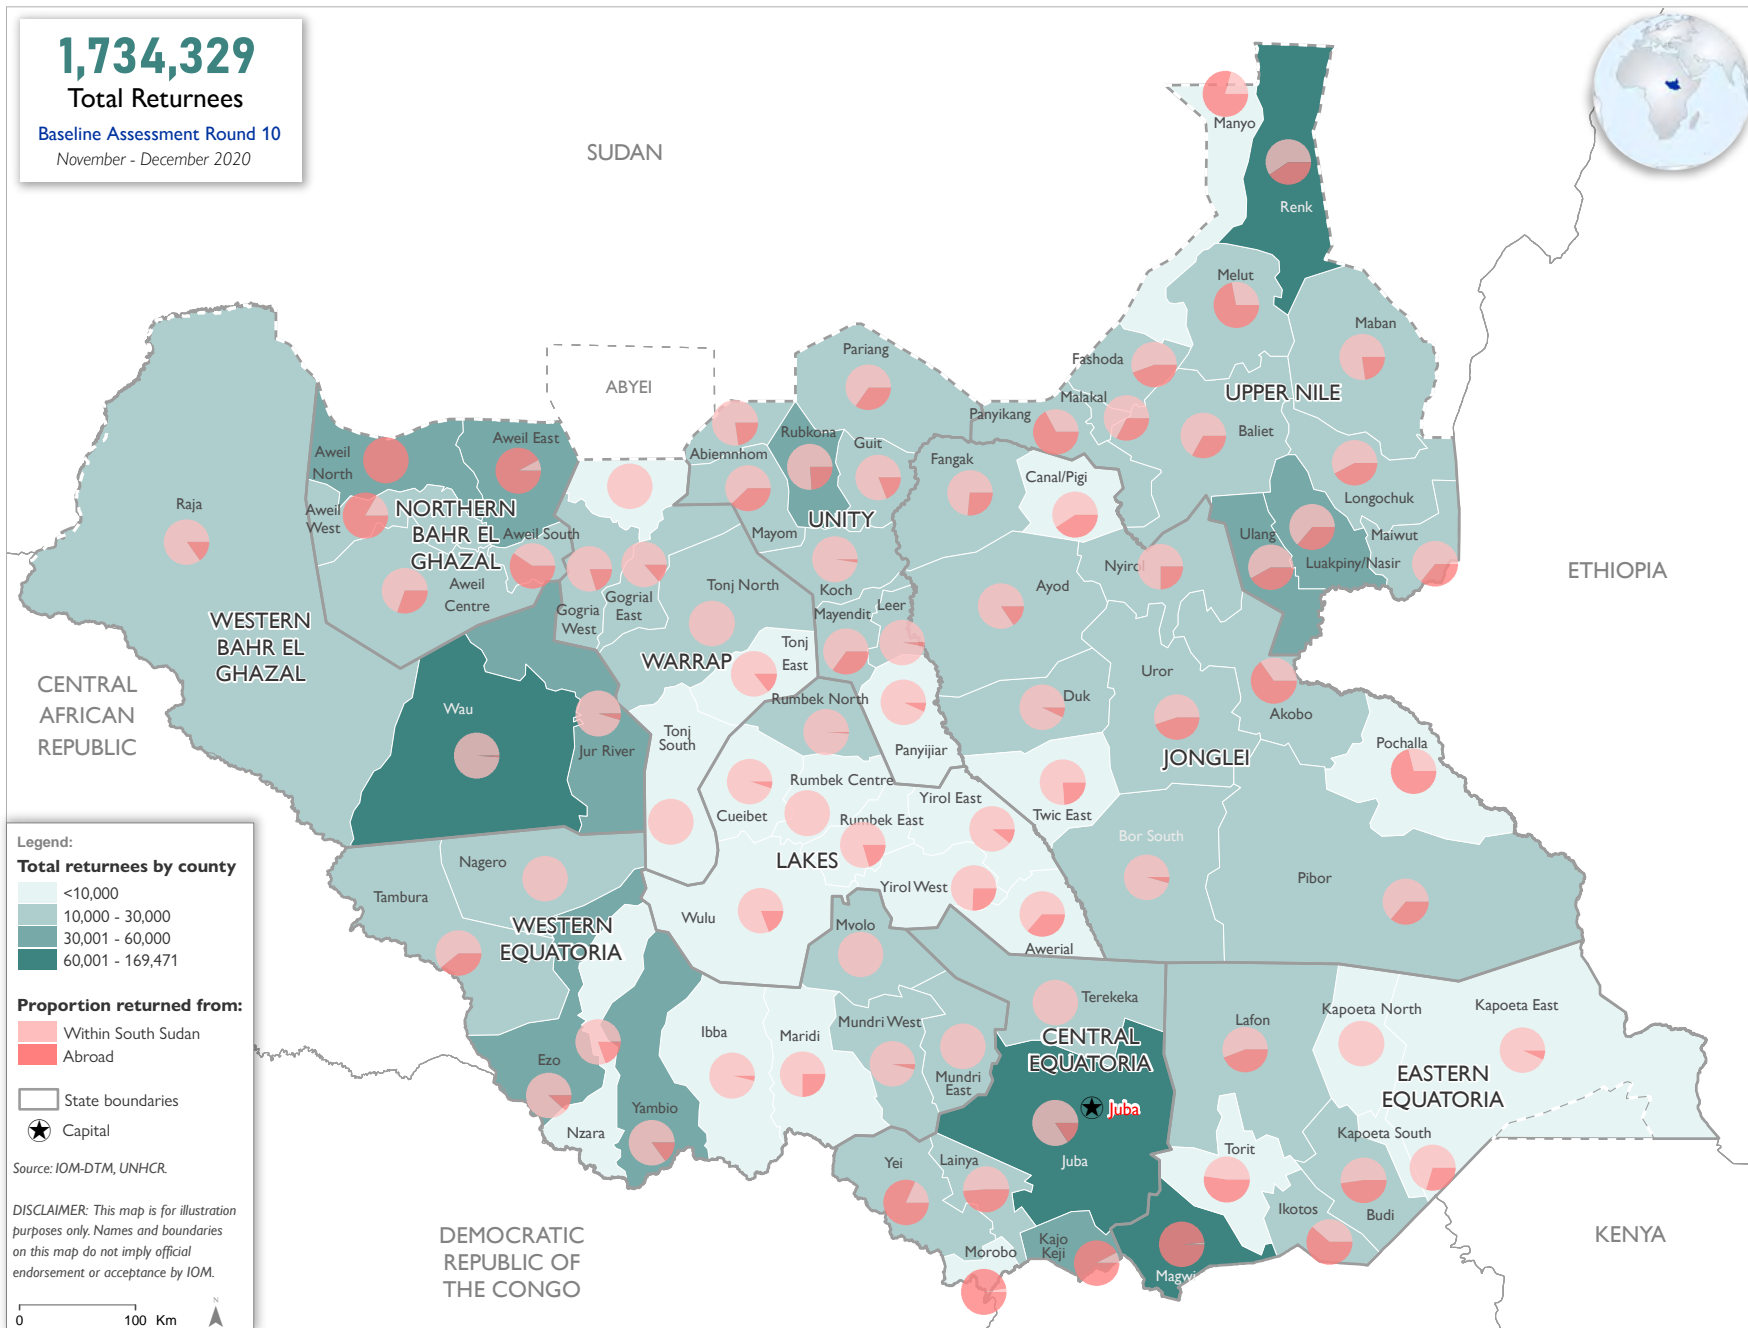 1,734,329
Total Returnees
Baseline Assessment Round 10
November - December 2020
SUDAN
Manyo
Renk
Melut
Maban
Pariang
Fashoda
ABYEI
UPPER NILE
Malakal
Panyikang
Aweil East
Rubkona
Baliet
Aweil
North
Abiemnhom
Guit
Fangak
Canal/Pigi
Longochuk
Raja
Aweil
West
NORTHERN
BAHR EL
GHAZAL
UNITY
Aweil South
Mayom
Ulang
Maiwut
Luakpiny/Nasir
ETHIOPIA
Nyirol
Tonj North
Koch
Ayod
Aweil
Centre
Gogrial
East
Gogria
West
Mayendit
Leer
WESTERN
BAHR EL
GHAZAL
WARRAP
Tonj
East
Uror
CENTRAL
AFRICAN
REPUBLIC
Wau
Rumbek North
Duk
Akobo
Tonj
South
Jur River
Panyijiar
JONGLEI
Pochalla
Rumbek Centre
Yirol East
Cueibet
Rumbek East
Twic East
Bor South
LAKES
Nagero
Tambura
Yirol West
Pibor
WESTERN
EQUATORIA
Wulu
Mvolo
Awerial
Terekeka
Kapoeta North
Kapoeta East
Ibba
Maridi
Mundri West
Lafon
CENTRAL
EQUATORIA
Ezo
Mundri
East
EASTERN
EQUATORIA
Yambio
Juba
Nzara
Kapoeta South
Yei
Lainya
Juba
Torit
Ikotos
Budi
DEMOCRATIC
REPUBLIC OF
THE CONGO
Kajo
Keji
Morobo
Magwi
KENYA
Legend:
Total returnees by county
<10,000
10,000 - 30,000
30,001 - 60,000
60,001 - 169,471
Proportion returned from:
Within South Sudan
Abroad
State boundaries
Capital
Source: IOM-DTM, UNHCR.
DISCLAIMER: This map is for illustration
purposes only. Names and boundaries
on this map do not imply official
endorsement or acceptance by IOM.
N
0 100 Km